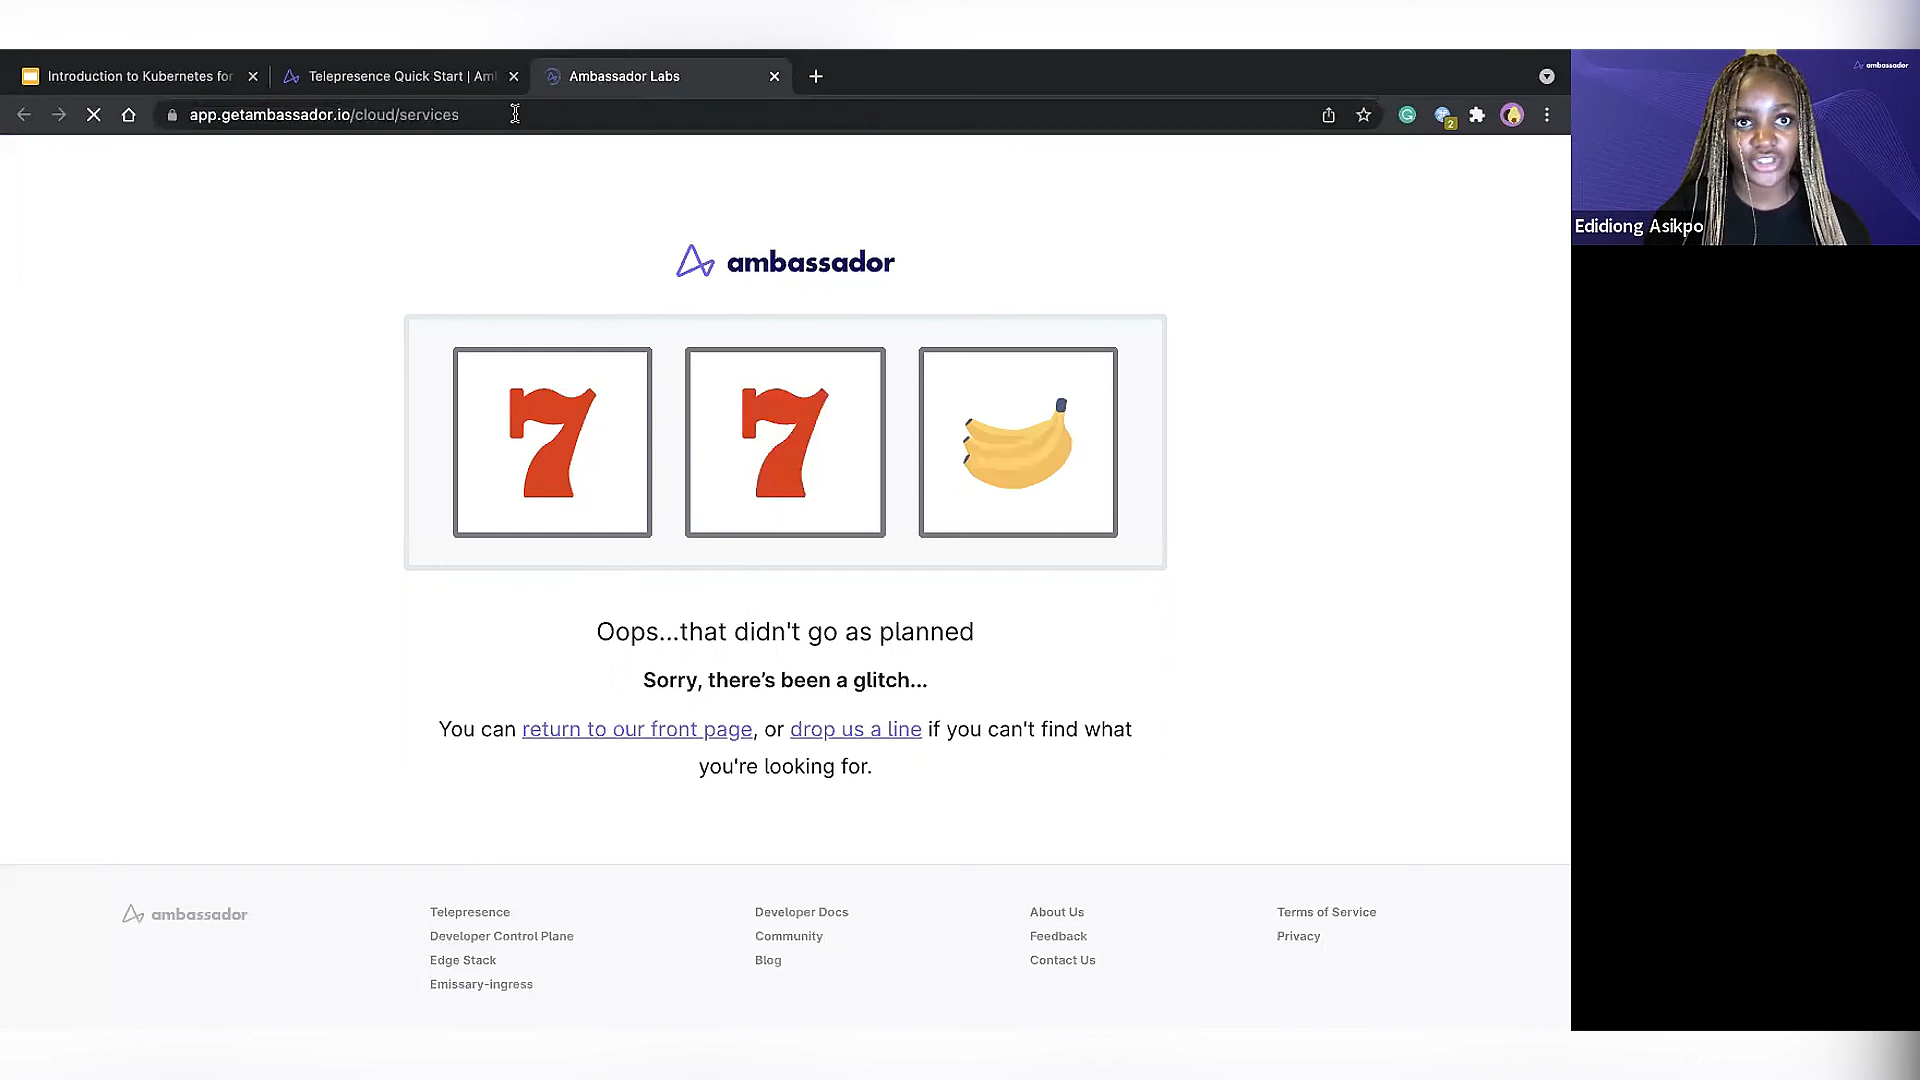 Introduction to Kubernetes for
Telepresence Quick Start | Am
Ambassador Labs
app.getambassador.io/cloud/services
2
ambassador
Edidiong Asikpo
ambassador
7 7
Oops...that didn't go as planned
Sorry, there's been a glitch...
You can return to our front page, or drop us a line if you can't find what
you're looking for.
ambassador
Telepresence
Developer Control Plane
Edge Stack
Emissary-ingress
Developer Docs
Community
Blog
About Us
Feedback
Contact Us
Terms of Service
Privacy